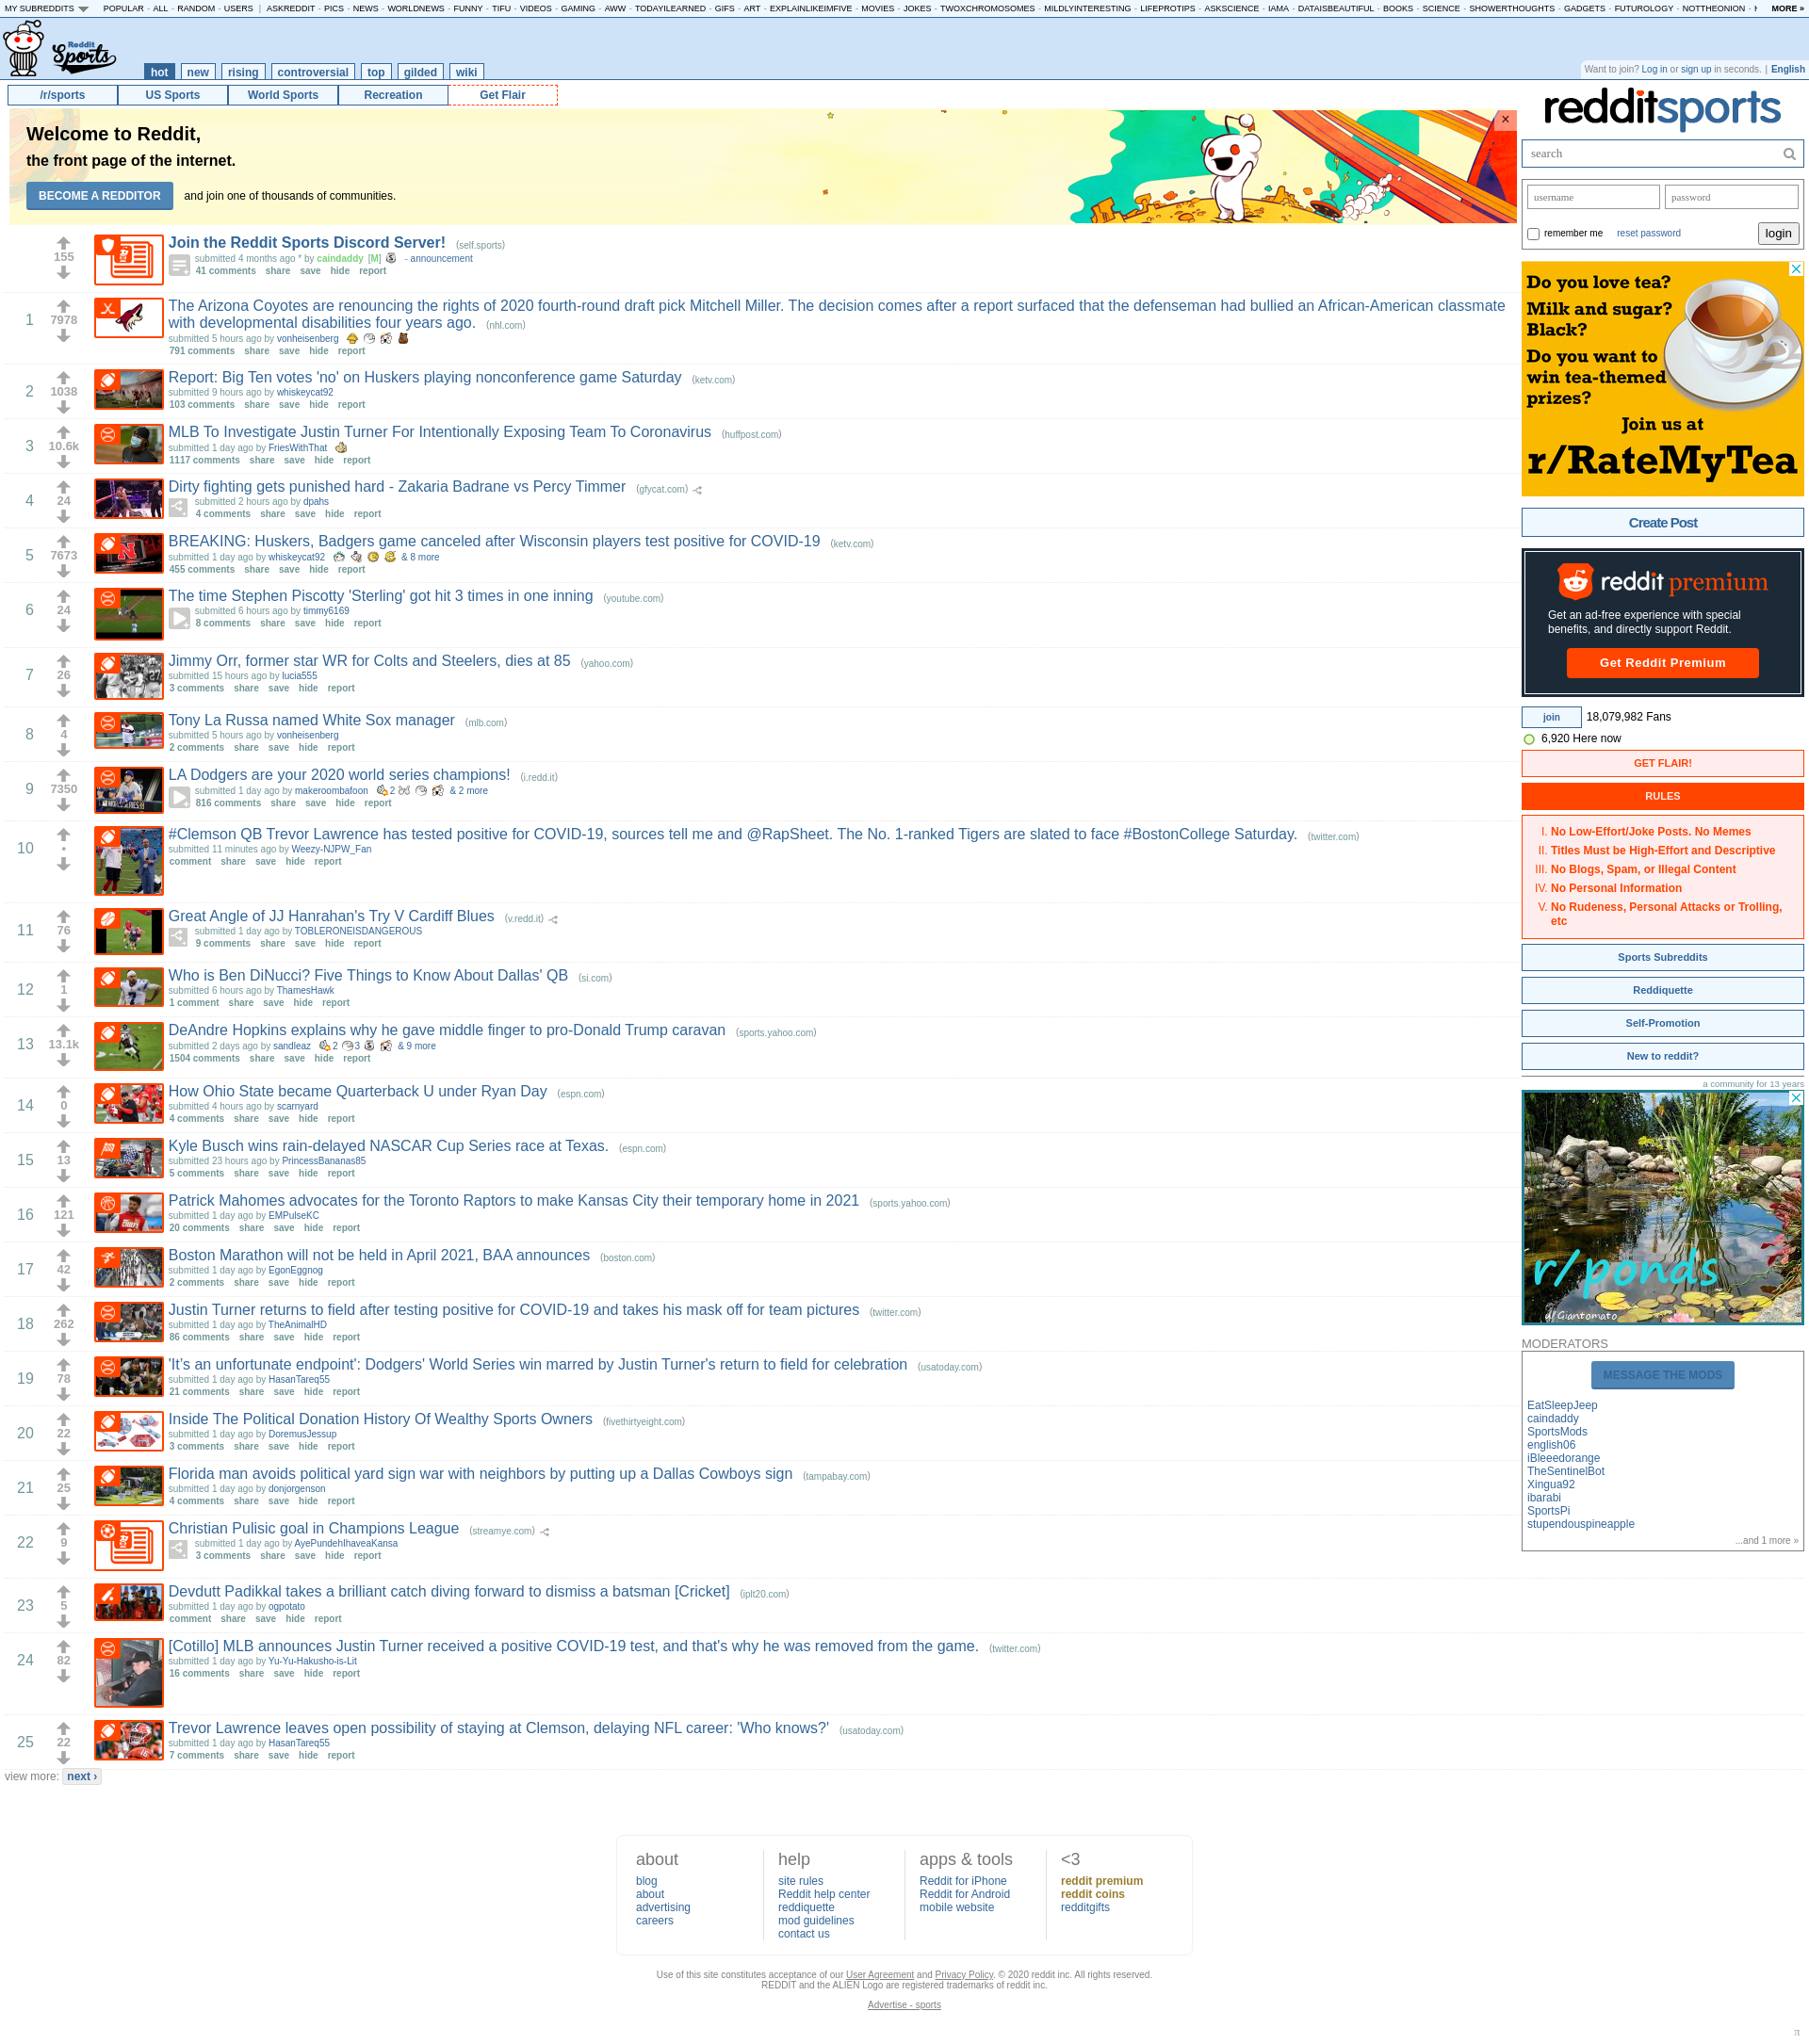 MY SUBREDDITS POPULAR - ALL - RANDOM - USERS | ASKREDDIT - PICS - NEWS - WORLDNEWS - FUNNY - TIFU - VIDEOS - GAMING - AWW - TODAYILEARNED - GIFS - ART - EXPLAINLIKEIMFIVE - MOVIES - JOKES - TWOXCHROMOSOMES - MILDLYINTERESTING - LIFEPROTIPS - ASKSCIENCE - IAMA - DATAISBEAUTIFUL - BOOKS - SCIENCE - SHOWERTHOUGHTS - GADGETS - FUTUROLOGY - NOTTHEONION - MORE »
Reddit
Sports
hot new rising controversial top gilded wiki
Want to join? Log in or sign up in seconds. | English
/r/sports US Sports World Sports Recreation Get Flair
Welcome to Reddit,
the front page of the internet.
BECOME A REDDITOR and join one of thousands of communities.
×
155
Join the Reddit Sports Discord Server! (self.sports)
submitted 4 months ago * by caindaddy [M] - announcement
41 comments share save hide report
1 7978
The Arizona Coyotes are renouncing the rights of 2020 fourth-round draft pick Mitchell Miller. The decision comes after a report surfaced that the defenseman had bullied an African-American classmate
with developmental disabilities four years ago. (nhl.com)
submitted 5 hours ago by vonheisenberg
791 comments share save hide report
2 1038
Report: Big Ten votes 'no' on Huskers playing nonconference game Saturday (ketv.com)
submitted 9 hours ago by whiskeycat92
103 comments share save hide report
3 10.6k
MLB To Investigate Justin Turner For Intentionally Exposing Team To Coronavirus (huffpost.com)
submitted 1 day ago by FriesWithThat
1117 comments share save hide report
4 24
Dirty fighting gets punished hard - Zakaria Badrane vs Percy Timmer (gfycat.com)
submitted 2 hours ago by dpahs
4 comments share save hide report
5 7673
BREAKING: Huskers, Badgers game canceled after Wisconsin players test positive for COVID-19 (ketv.com)
submitted 1 day ago by whiskeycat92 & 8 more
455 comments share save hide report
6 24
The time Stephen Piscotty 'Sterling' got hit 3 times in one inning (youtube.com)
submitted 6 hours ago by timmy6169
8 comments share save hide report
7 26
Jimmy Orr, former star WR for Colts and Steelers, dies at 85 (yahoo.com)
submitted 15 hours ago by lucia555
3 comments share save hide report
8 4
Tony La Russa named White Sox manager (mlb.com)
submitted 5 hours ago by vonheisenberg
2 comments share save hide report
9 7350
LA Dodgers are your 2020 world series champions! (i.redd.it)
submitted 1 day ago by makeroombafoon 2 & 2 more
816 comments share save hide report
10 •
#Clemson QB Trevor Lawrence has tested positive for COVID-19, sources tell me and @RapSheet. The No. 1-ranked Tigers are slated to face #BostonCollege Saturday. (twitter.com)
submitted 11 minutes ago by Weezy-NJPW_Fan
comment share save hide report
11 76
Great Angle of JJ Hanrahan's Try V Cardiff Blues (v.redd.it)
submitted 1 day ago by TOBLERONEISDANGEROUS
9 comments share save hide report
12 1
Who is Ben DiNucci? Five Things to Know About Dallas' QB (si.com)
submitted 6 hours ago by ThamesHawk
1 comment share save hide report
13 13.1k
DeAndre Hopkins explains why he gave middle finger to pro-Donald Trump caravan (sports.yahoo.com)
submitted 2 days ago by sandleaz 2 3 & 9 more
1504 comments share save hide report
14 0
How Ohio State became Quarterback U under Ryan Day (espn.com)
submitted 4 hours ago by scarnyard
4 comments share save hide report
15 13
Kyle Busch wins rain-delayed NASCAR Cup Series race at Texas. (espn.com)
submitted 23 hours ago by PrincessBananas85
5 comments share save hide report
16 121
Patrick Mahomes advocates for the Toronto Raptors to make Kansas City their temporary home in 2021 (sports.yahoo.com)
submitted 1 day ago by EMPulseKC
20 comments share save hide report
17 42
Boston Marathon will not be held in April 2021, BAA announces (boston.com)
submitted 1 day ago by EgonEggnog
2 comments share save hide report
18 262
Justin Turner returns to field after testing positive for COVID-19 and takes his mask off for team pictures (twitter.com)
submitted 1 day ago by TheAnimalHD
86 comments share save hide report
19 78
'It's an unfortunate endpoint': Dodgers' World Series win marred by Justin Turner's return to field for celebration (usatoday.com)
submitted 1 day ago by HasanTareq55
21 comments share save hide report
20 22
Inside The Political Donation History Of Wealthy Sports Owners (fivethirtyeight.com)
submitted 1 day ago by DoremusJessup
3 comments share save hide report
21 25
Florida man avoids political yard sign war with neighbors by putting up a Dallas Cowboys sign (tampabay.com)
submitted 1 day ago by donjorgenson
4 comments share save hide report
22 9
Christian Pulisic goal in Champions League (streamye.com)
submitted 1 day ago by AyePundehIhaveaKansa
3 comments share save hide report
23 5
Devdutt Padikkal takes a brilliant catch diving forward to dismiss a batsman [Cricket] (iplt20.com)
submitted 1 day ago by ogpotato
comment share save hide report
24 82
[Cotillo] MLB announces Justin Turner received a positive COVID-19 test, and that's why he was removed from the game. (twitter.com)
submitted 1 day ago by Yu-Yu-Hakusho-is-Lit
16 comments share save hide report
25 22
Trevor Lawrence leaves open possibility of staying at Clemson, delaying NFL career: 'Who knows?' (usatoday.com)
submitted 1 day ago by HasanTareq55
7 comments share save hide report
view more: next ›
redditsports
search
username password
remember me reset password login
Do you love tea?
Milk and sugar?
Black?
Do you want to
win tea-themed
prizes?
Join us at
r/RateMyTea
Create Post
reddit premium
Get an ad-free experience with special
benefits, and directly support Reddit.
Get Reddit Premium
join 18,079,982 Fans
6,920 Here now
GET FLAIR!
RULES
I. No Low-Effort/Joke Posts. No Memes
II. Titles Must be High-Effort and Descriptive
III. No Blogs, Spam, or Illegal Content
IV. No Personal Information
V. No Rudeness, Personal Attacks or Trolling,
etc
Sports Subreddits
Reddiquette
Self-Promotion
New to reddit?
a community for 13 years
r/ponds
d/Giantomato
MODERATORS
MESSAGE THE MODS
EatSleepJeep
caindaddy
SportsMods
english06
iBleeedorange
TheSentinelBot
Xingua92
ibarabi
SportsPi
stupendouspineapple
...and 1 more »
about
blog
about
advertising
careers
help
site rules
Reddit help center
reddiquette
mod guidelines
contact us
apps & tools
Reddit for iPhone
Reddit for Android
mobile website
<3
reddit premium
reddit coins
redditgifts
Use of this site constitutes acceptance of our User Agreement and Privacy Policy. © 2020 reddit inc. All rights reserved.
REDDIT and the ALIEN Logo are registered trademarks of reddit inc.
Advertise - sports
π